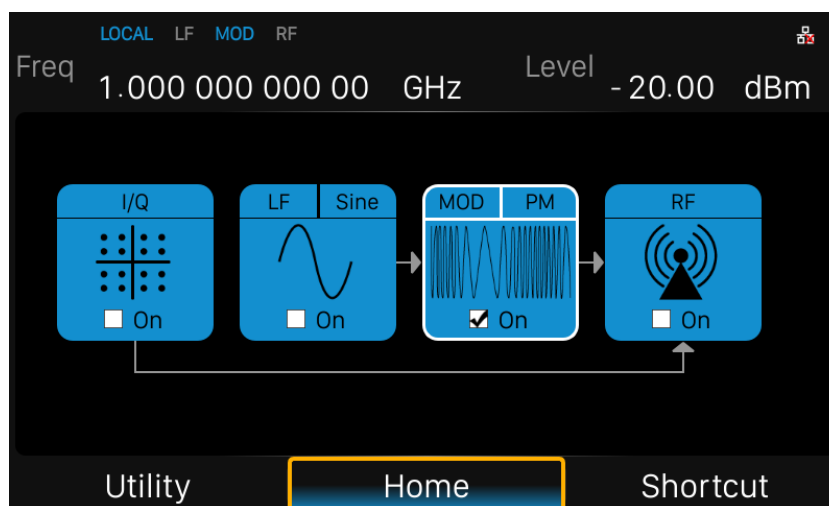 LOCAL LF MOD RF
Freq 1.000 000 000 00 GHz Level -20.00 dBm
I/Q LF Sine MOD PM RF
On On On On
Utility Home Shortcut